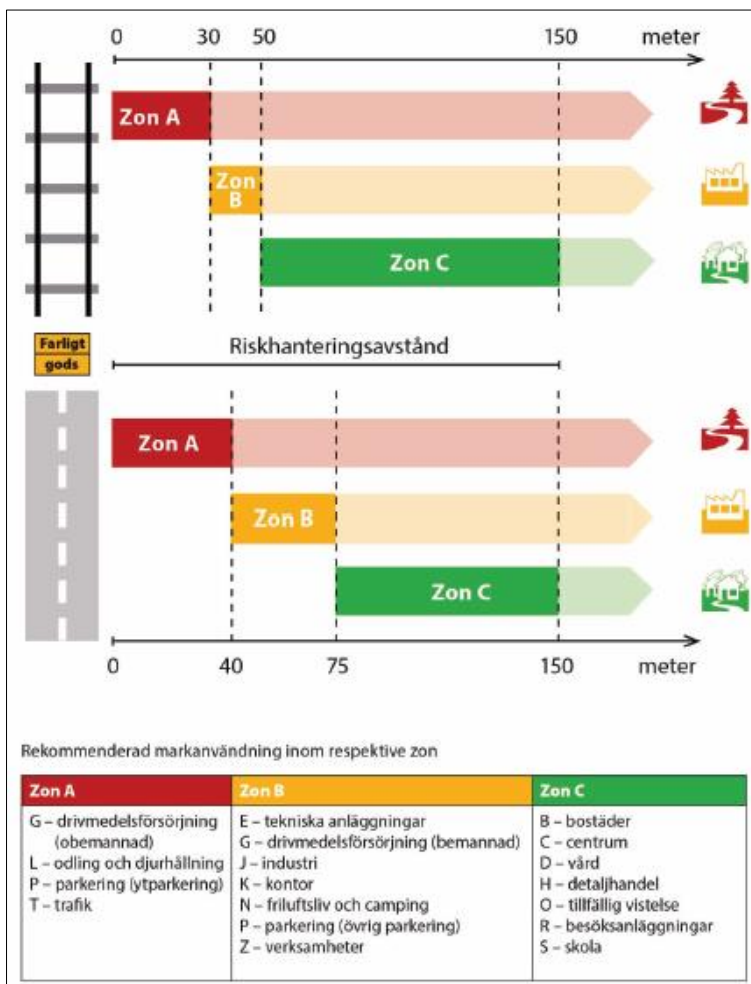 0 30 50 150 meter
Zon A
Zon
B
Zon C
Farligt
gods
Riskhanteringsavstånd
Zon A
Zon B
Zon C
0 40 75 150 meter
Rekommenderad markanvändning inom respektive zon
Zon A
G – drivmedelsförsörjning
(obemannad)
L – odling och djurhållning
P – parkering (ytparkering)
T – trafik
Zon B
E – tekniska anläggningar
G – drivmedelsförsörjning (bemannad)
J – industri
K – kontor
N – friluftsliv och camping
P – parkering (övrig parkering)
Z – verksamheter
Zon C
B – bostäder
C – centrum
D – vård
H – detaljhandel
O – tillfällig vistelse
R – besöksanläggningar
S – skola